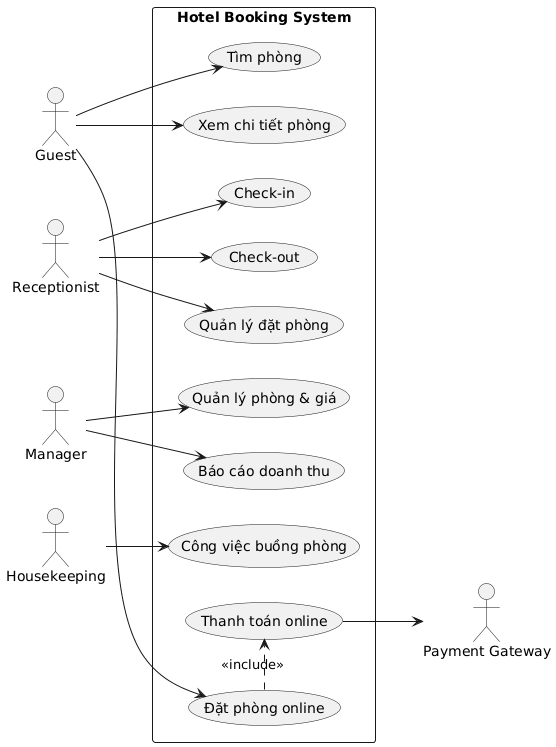 Hotel Booking System
Tìm phòng
Guest
Xem chi tiết phòng
Check-in
Receptionist
Check-out
Quản lý đặt phòng
Quản lý phòng & giá
Manager
Báo cáo doanh thu
Housekeeping
Công việc buồng phòng
Thanh toán online
Payment Gateway
«include»
Đặt phòng online